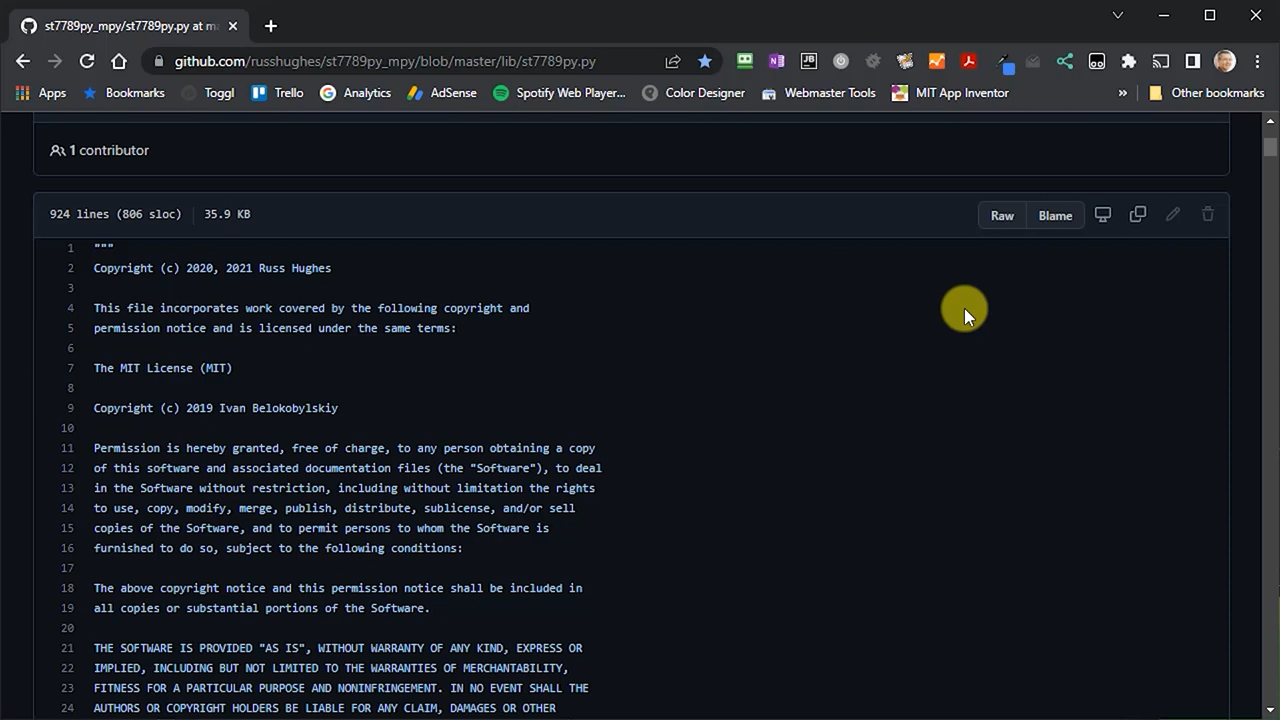 st7789py_mpy/st7789py.py at ma
github.com/russhughes/st7789py_mpy/blob/master/lib/st7789py.py
Apps Bookmarks Toggl Trello Analytics AdSense Spotify Web Player... Color Designer Webmaster Tools MIT App Inventor » Other bookmarks
1 contributor
924 lines (806 sloc) 35.9 KB Raw Blame
1 """
2 Copyright (c) 2020, 2021 Russ Hughes
3
4 This file incorporates work covered by the following copyright and
5 permission notice and is licensed under the same terms:
6
7 The MIT License (MIT)
8
9 Copyright (c) 2019 Ivan Belokobylskiy
10
11 Permission is hereby granted, free of charge, to any person obtaining a copy
12 of this software and associated documentation files (the "Software"), to deal
13 in the Software without restriction, including without limitation the rights
14 to use, copy, modify, merge, publish, distribute, sublicense, and/or sell
15 copies of the Software, and to permit persons to whom the Software is
16 furnished to do so, subject to the following conditions:
17
18 The above copyright notice and this permission notice shall be included in
19 all copies or substantial portions of the Software.
20
21 THE SOFTWARE IS PROVIDED "AS IS", WITHOUT WARRANTY OF ANY KIND, EXPRESS OR
22 IMPLIED, INCLUDING BUT NOT LIMITED TO THE WARRANTIES OF MERCHANTABILITY,
23 FITNESS FOR A PARTICULAR PURPOSE AND NONINFRINGEMENT. IN NO EVENT SHALL THE
24 AUTHORS OR COPYRIGHT HOLDERS BE LIABLE FOR ANY CLAIM, DAMAGES OR OTHER